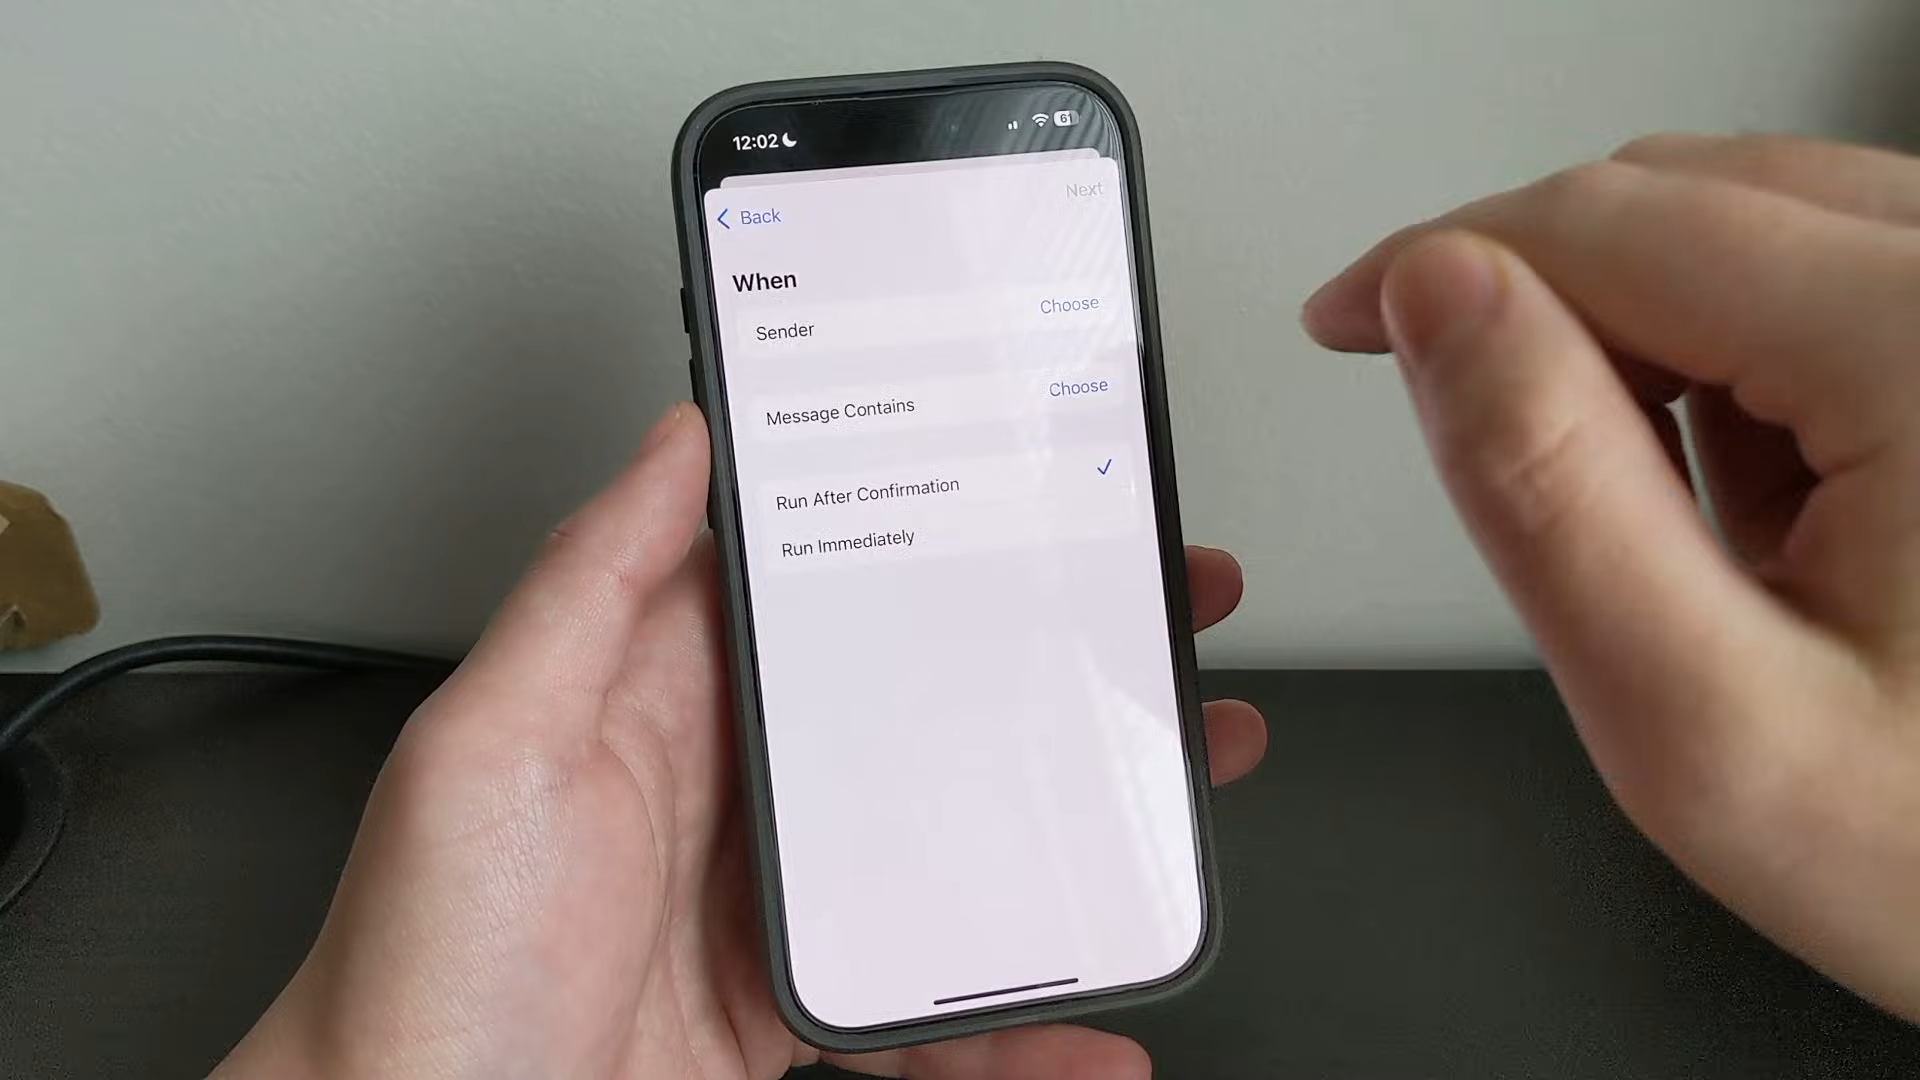 12:02
61
Next
Back
When
Sender
Choose
Message Contains
Choose
Run After Confirmation
Run Immediately